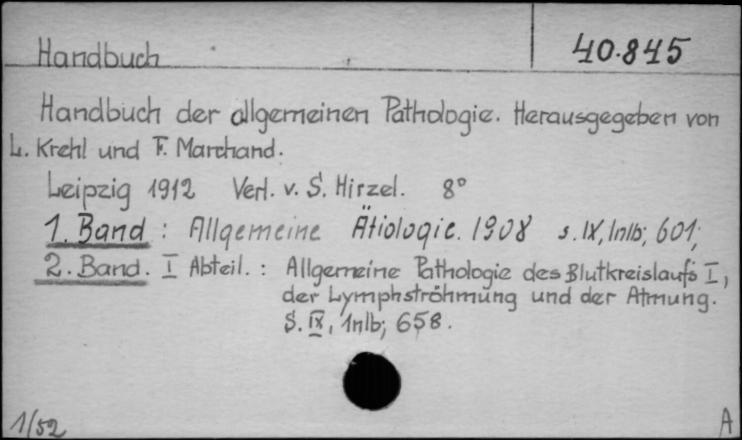 Handbuch 40.845
Handbuch der allgemeinen Pathologie. Herausgegeben von
L. Krehl und F. Marchand.
Leipzig 1912 Verl. v. S. Hirzel. 8°
1. Band : Allgemeine Ätiologie. 1908 s. IX, 1nlb; 601;
2. Band. I Abteil. : Allgemeine Pathologie des Blutkreislaufs I,
der Lymphströhmung und der Atmung.
S. IX, 1nlb; 658.
1/52 A